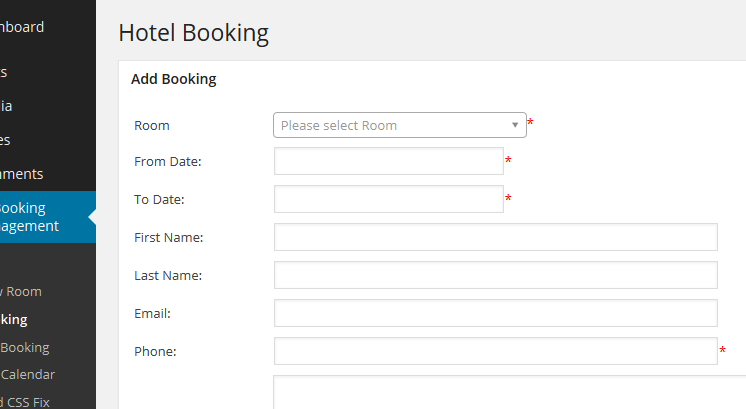 Hotel Booking
Add Booking
Room
Please select Room
*
From Date:
*
To Date:
*
First Name:
Last Name:
Email:
Phone:
*
nboard
s
ia
es
nments
Booking
agement
Room
king
Booking
Calendar
CSS Fix